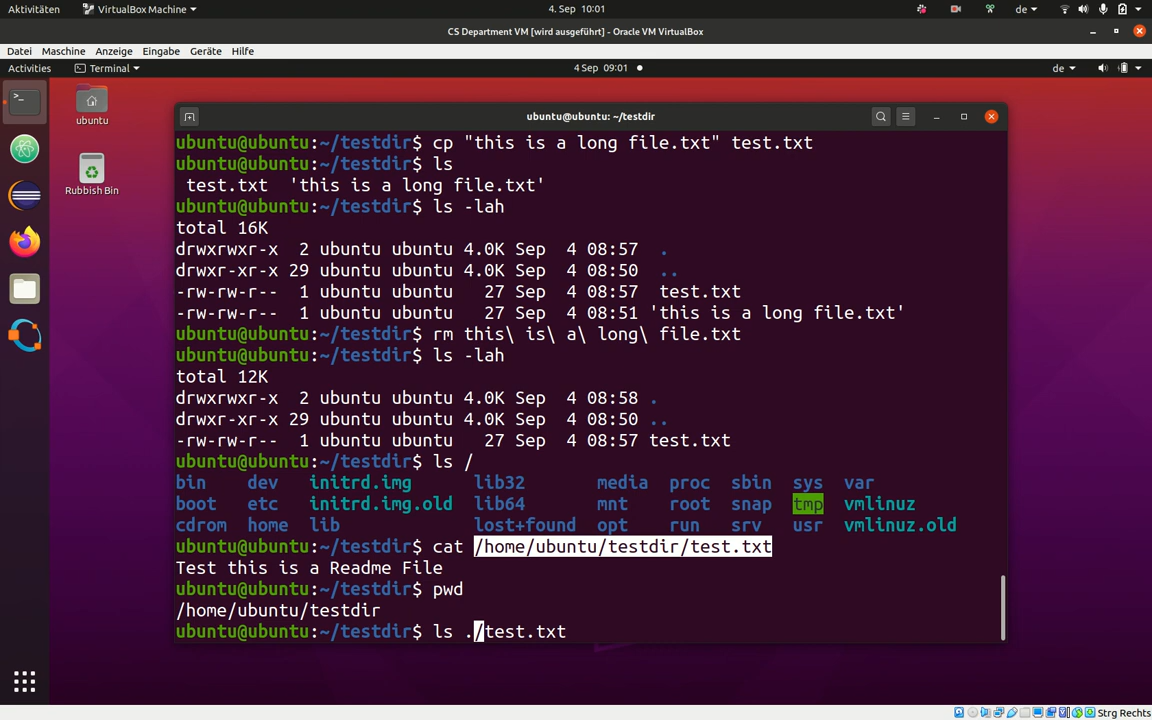 Aktivitäten VirtualBox Machine 4. Sep 10:01 de
CS Department VM [wird ausgeführt] - Oracle VM VirtualBox
Datei Maschine Anzeige Eingabe Geräte Hilfe
Activities Terminal 4 Sep 09:01 de
ubuntu
Rubbish Bin
ubuntu@ubuntu: ~/testdir
ubuntu@ubuntu:~/testdir$ cp "this is a long file.txt" test.txt
ubuntu@ubuntu:~/testdir$ ls
test.txt 'this is a long file.txt'
ubuntu@ubuntu:~/testdir$ ls -lah
total 16K
drwxrwxr-x 2 ubuntu ubuntu 4.0K Sep 4 08:57 .
drwxr-xr-x 29 ubuntu ubuntu 4.0K Sep 4 08:50 ..
-rw-rw-r-- 1 ubuntu ubuntu 27 Sep 4 08:57 test.txt
-rw-rw-r-- 1 ubuntu ubuntu 27 Sep 4 08:51 'this is a long file.txt'
ubuntu@ubuntu:~/testdir$ rm this\ is\ a\ long\ file.txt
ubuntu@ubuntu:~/testdir$ ls -lah
total 12K
drwxrwxr-x 2 ubuntu ubuntu 4.0K Sep 4 08:58 .
drwxr-xr-x 29 ubuntu ubuntu 4.0K Sep 4 08:50 ..
-rw-rw-r-- 1 ubuntu ubuntu 27 Sep 4 08:57 test.txt
ubuntu@ubuntu:~/testdir$ ls /
bin dev initrd.img lib32 media proc sbin sys var
boot etc initrd.img.old lib64 mnt root snap tmp vmlinuz
cdrom home lib lost+found opt run srv usr vmlinuz.old
ubuntu@ubuntu:~/testdir$ cat /home/ubuntu/testdir/test.txt
Test this is a Readme File
ubuntu@ubuntu:~/testdir$ pwd
/home/ubuntu/testdir
ubuntu@ubuntu:~/testdir$ ls ./test.txt
Strg Rechts